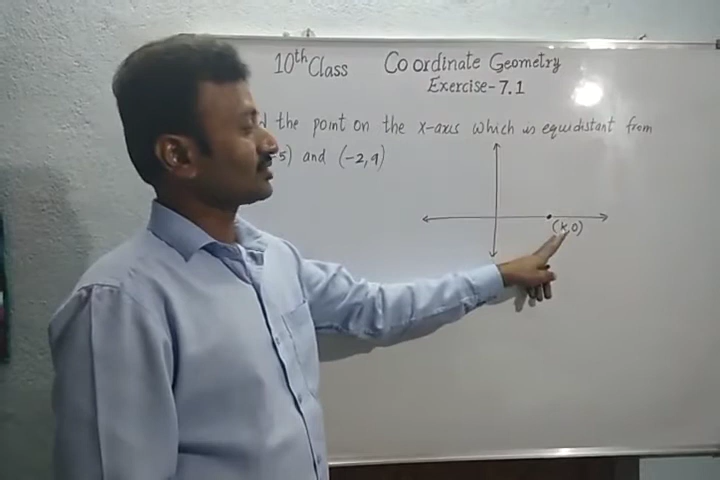 10th Class Coordinate Geometry
Exercise-7.1
the point on the x-axis which is equidistant from
-5) and (-2,9)
(k,0)